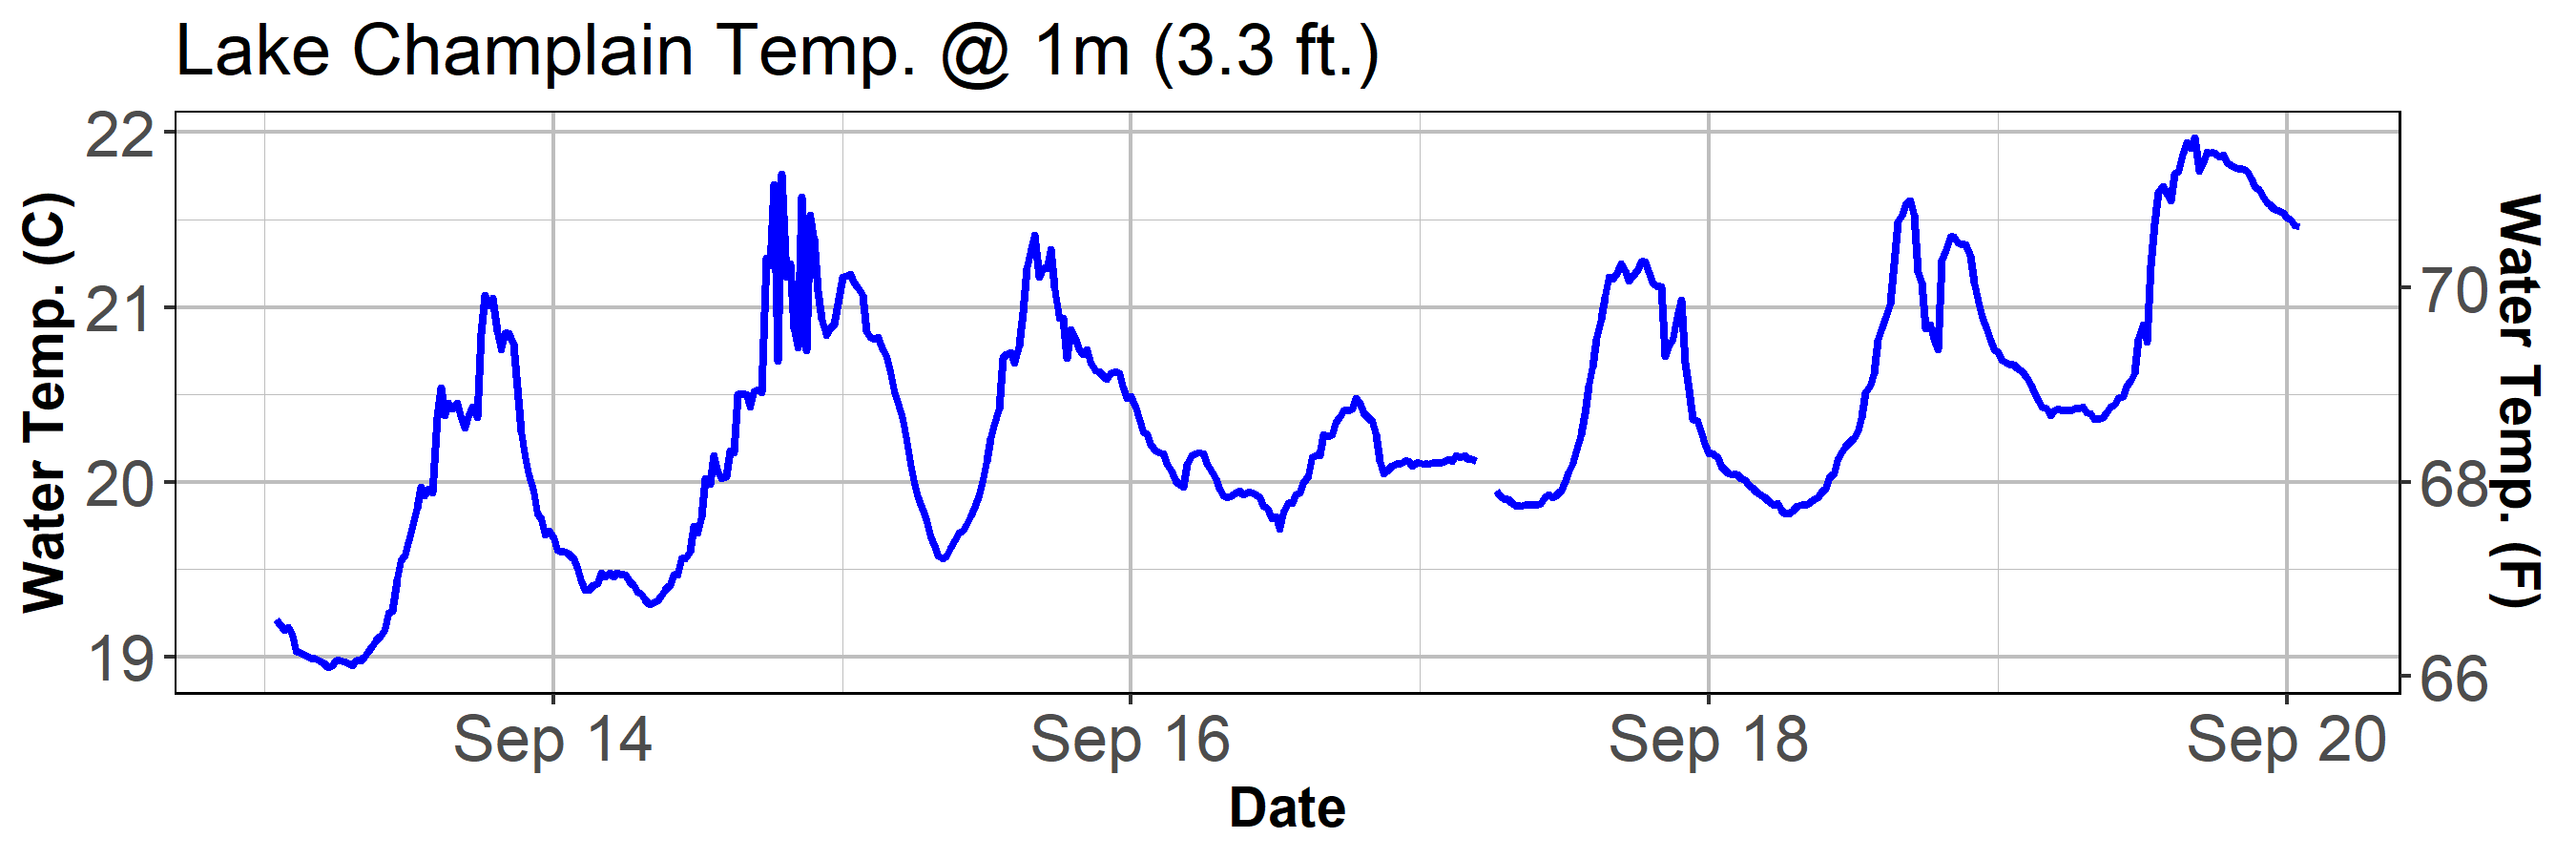 Lake Champlain Temp. @ 1m (3.3 ft.)
Water Temp. (C)
22
21
20
19
Water Temp. (F)
70
68
66
Sep 14 Sep 16 Sep 18 Sep 20
Date